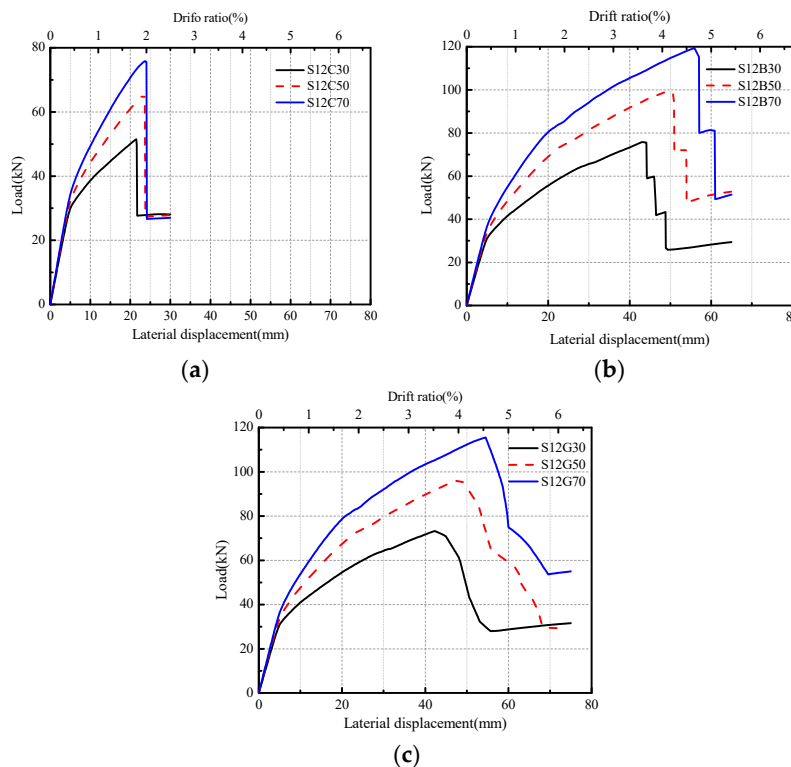 Drifo ratio(%)
0 1 2 3 4 5 6
80
60
40
20
0
Load(kN)
S12C30
S12C50
S12C70
0 10 20 30 40 50 60 70 80
Laterial displacement(mm)
(a)
Drift ratio(%)
0 1 2 3 4 5 6
120
100
80
60
40
20
0
Load(kN)
S12B30
S12B50
S12B70
0 20 40 60
Laterial displacement(mm)
(b)
Drift ratio(%)
0 1 2 3 4 5 6
120
100
80
60
40
20
0
Load(kN)
S12G30
S12G50
S12G70
0 20 40 60 80
Laterial displacement(mm)
(c)